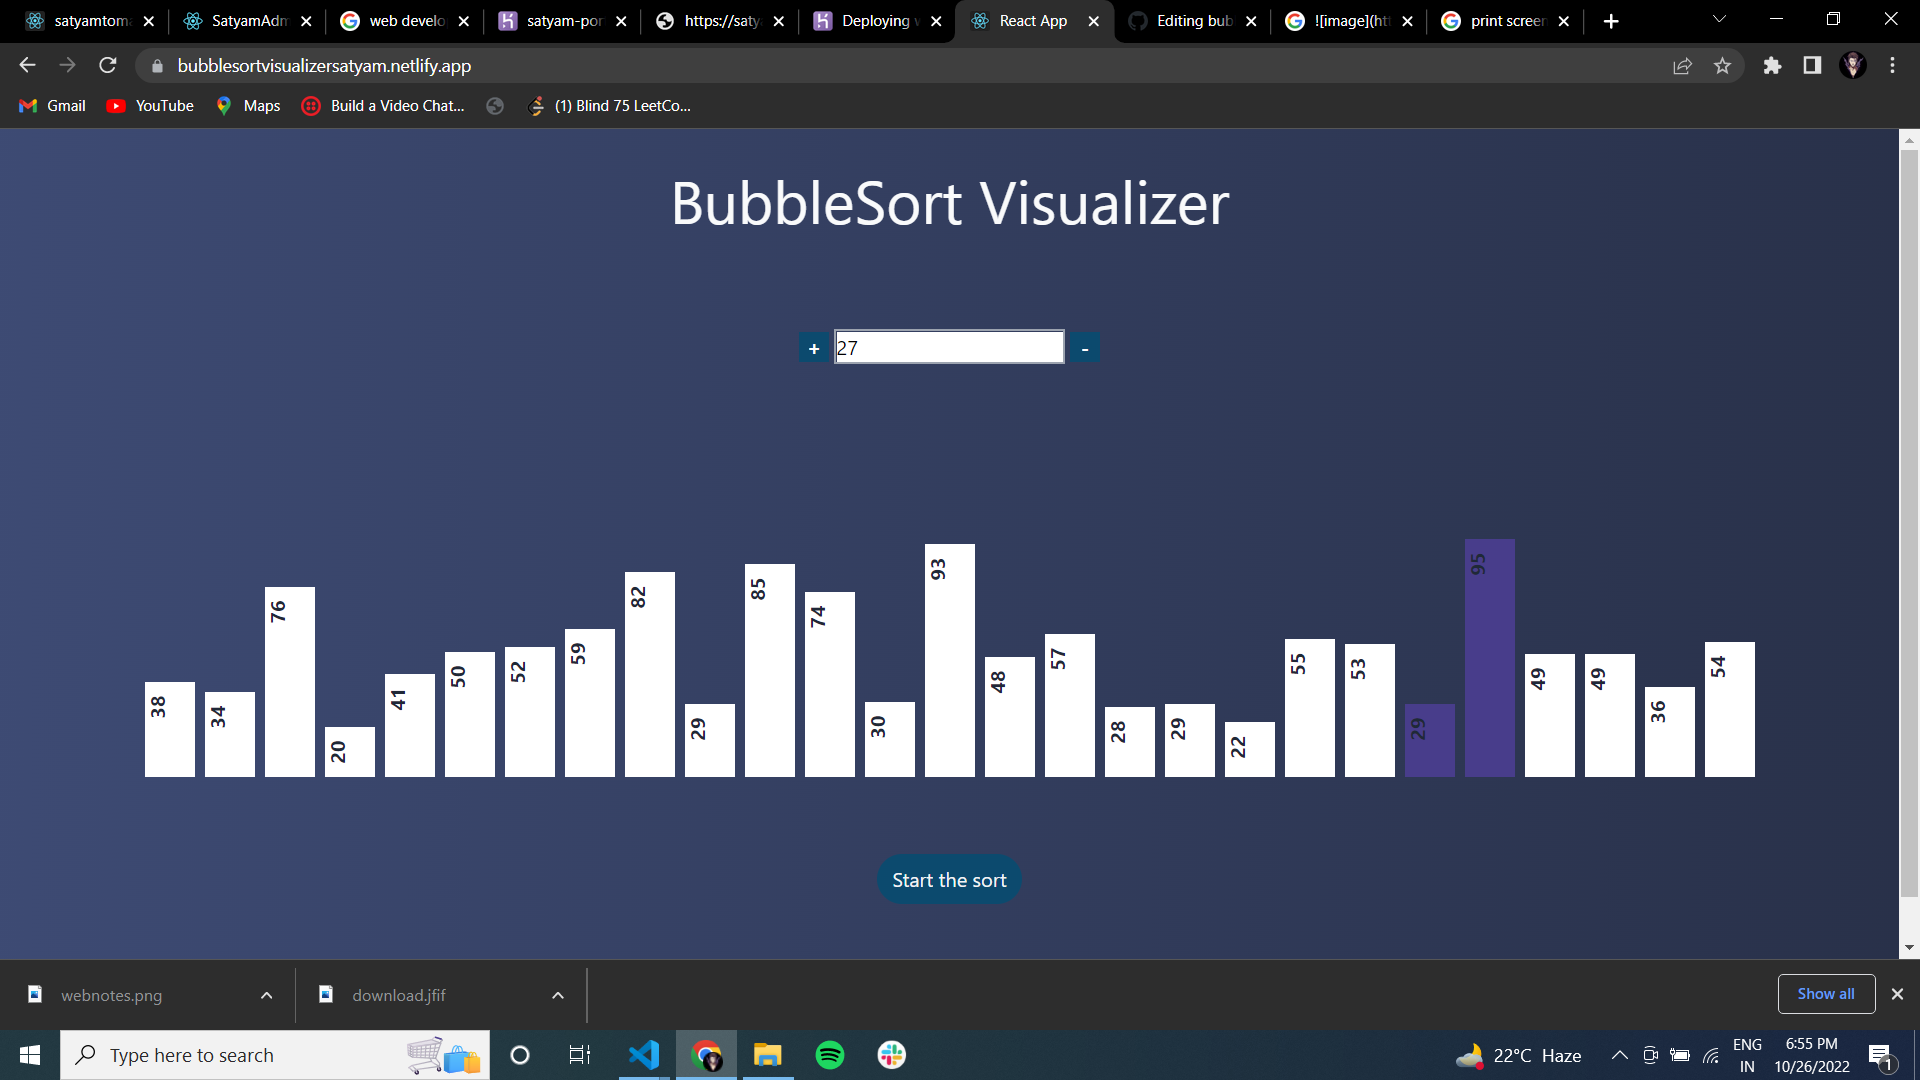 satyamtom
SatyamAdm
web develo
satyam-por
https://saty
Deploying w
React App
Editing bub
![image](ht
print screen
bubblesortvisualizersatyam.netlify.app
Gmail
YouTube
Maps
Build a Video Chat...
(1) Blind 75 LeetCo...
BubbleSort Visualizer
+ 27 -
38 34 76 20 41 50 52 59 82 29 85 74 30 93 48 57 28 29 22 55 53 29 95 49 49 36 54
Start the sort
webnotes.png
download.jfif
Show all
Type here to search
22°C Haze
ENG
IN
6:55 PM
10/26/2022
1